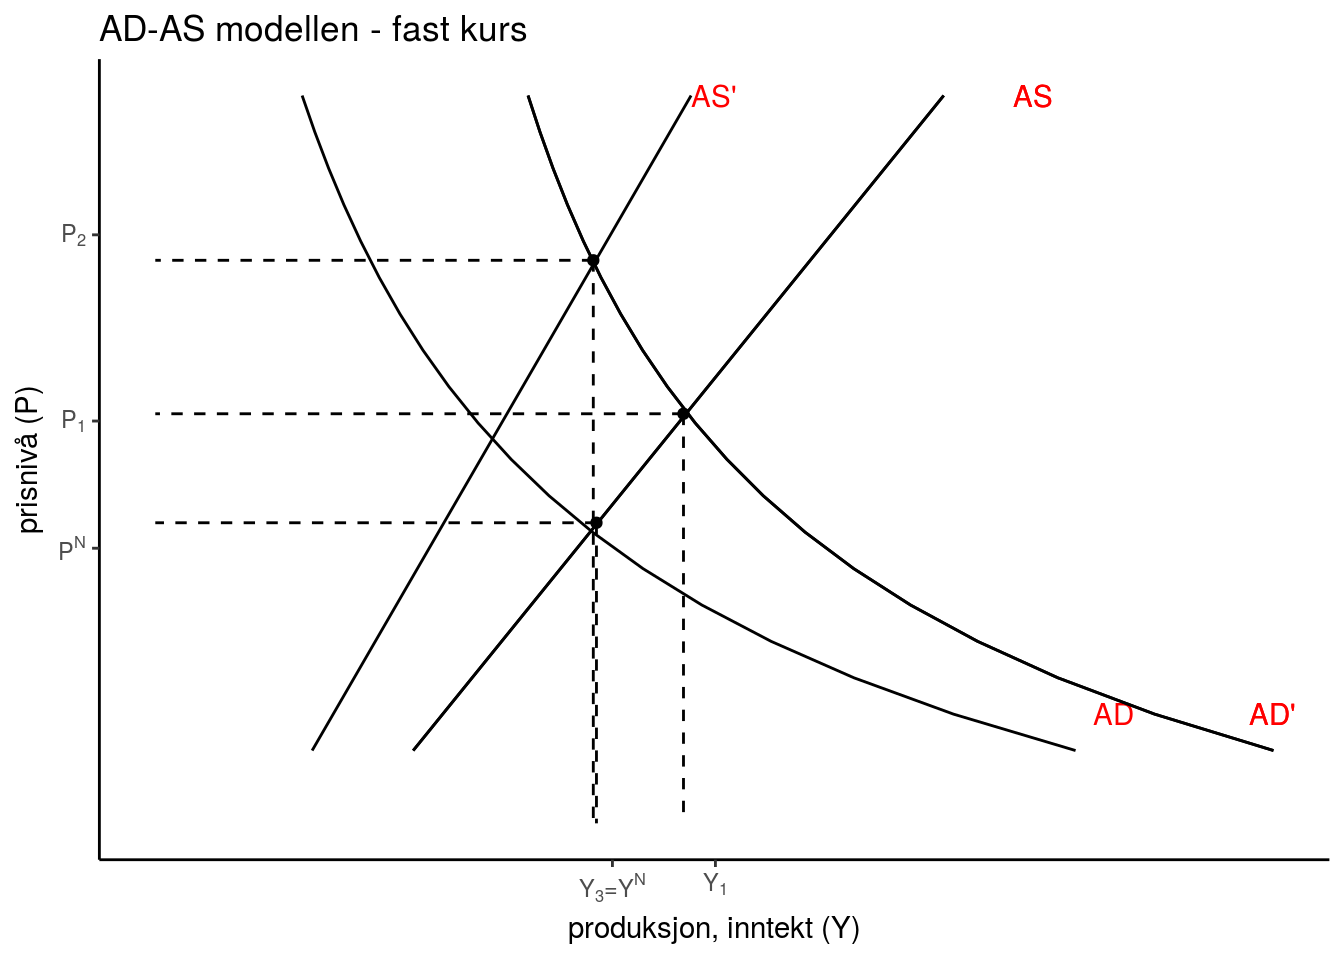 AD-AS modellen - fast kurs
AS'
AS
P₂
P₁
Pᴺ
prisnivå (P)
AD
AD'
Y₃=Yᴺ
Y₁
produksjon, inntekt (Y)